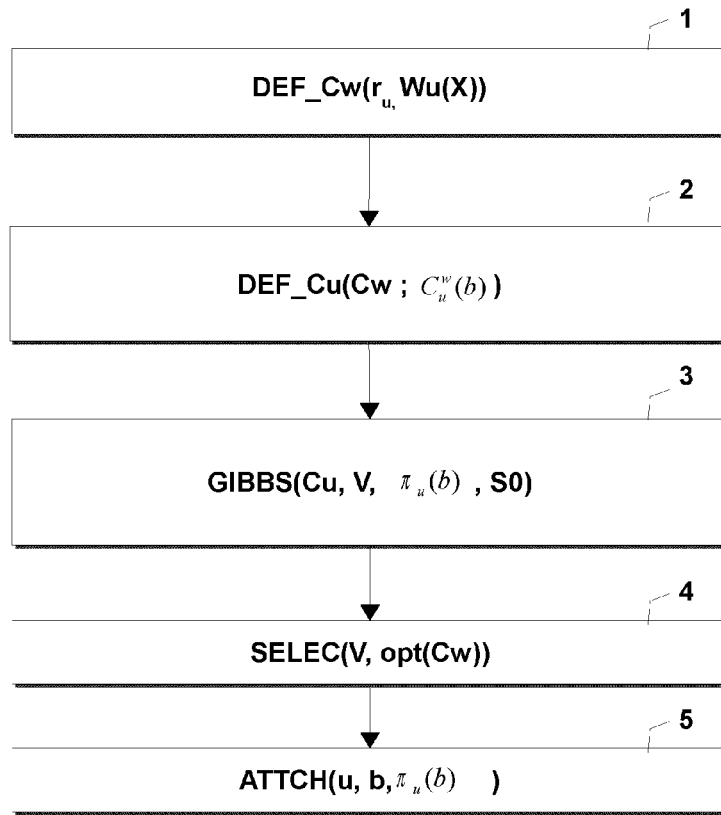 1
DEF_Cw(r_u, Wu(X))
2
DEF_Cu(Cw ; C_u^w(b) )
3
GIBBS(Cu, V, π_u(b) , S0)
4
SELEC(V, opt(Cw))
5
ATTCH(u, b, π_u(b) )